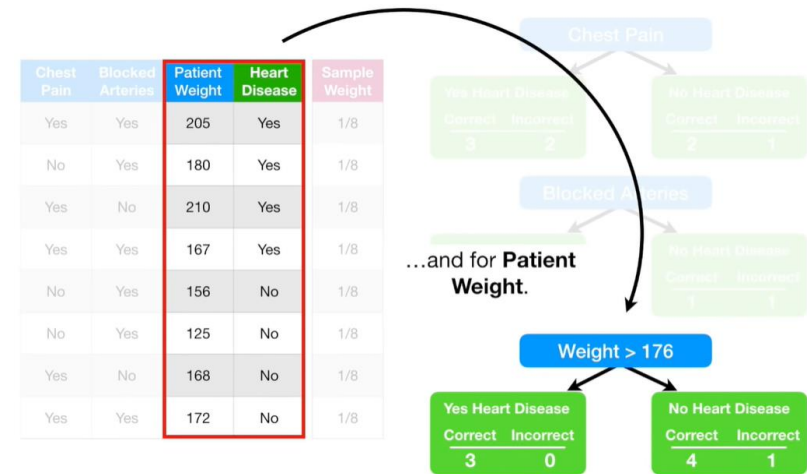 Chest Pain
Chest Blocked Patient Heart Sample
Pain Arteries Weight Disease Weight
Yes Yes 205 Yes 1/8
No Yes 180 Yes 1/8
Yes No 210 Yes 1/8
Yes Yes 167 Yes 1/8
No Yes 156 No 1/8
No Yes 125 No 1/8
Yes No 168 No 1/8
Yes Yes 172 No 1/8
Yes Heart Disease No Heart Disease
Correct Incorrect Correct Incorrect
3 2 2 1
Blocked Arteries
No Heart Disease
Correct Incorrect
1 1
…and for Patient
Weight.
Weight > 176
Yes Heart Disease No Heart Disease
Correct Incorrect Correct Incorrect
3 0 4 1